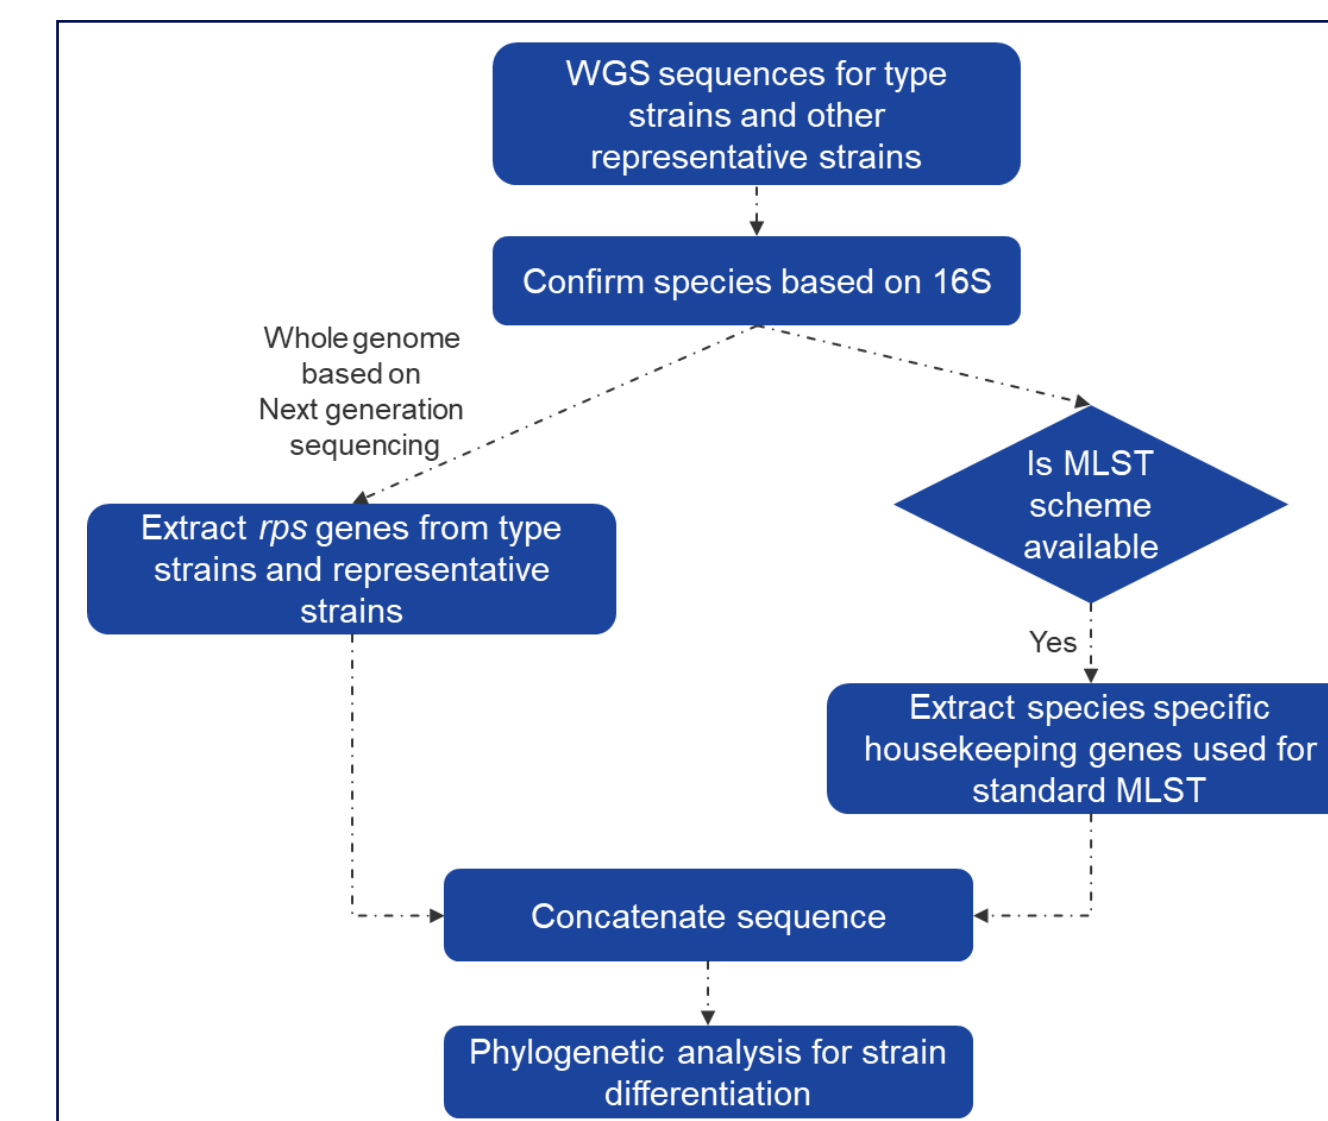 WGS sequences for type
strains and other
representative strains
Confirm species based on 16S
Whole genome
based on
Next generation
sequencing
Is MLST
scheme
available
Extract rps genes from type
strains and representative
strains
Yes
Extract species specific
housekeeping genes used for
standard MLST
Concatenate sequence
Phylogenetic analysis for strain
differentiation